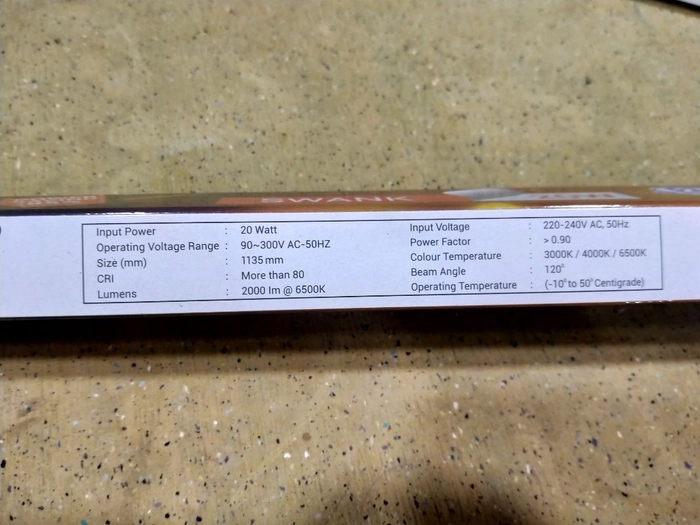 SWANK
Input Power : 20 Watt
Operating Voltage Range : 90~300V AC-50HZ
Size (mm) : 1135 mm
CRI : More than 80
Lumens : 2000 lm @ 6500K
Input Voltage : 220-240V AC, 50Hz
Power Factor : > 0.90
Colour Temperature : 3000K / 4000K / 6500K
Beam Angle : 120°
Operating Temperature : (-10° to 50° Centigrade)